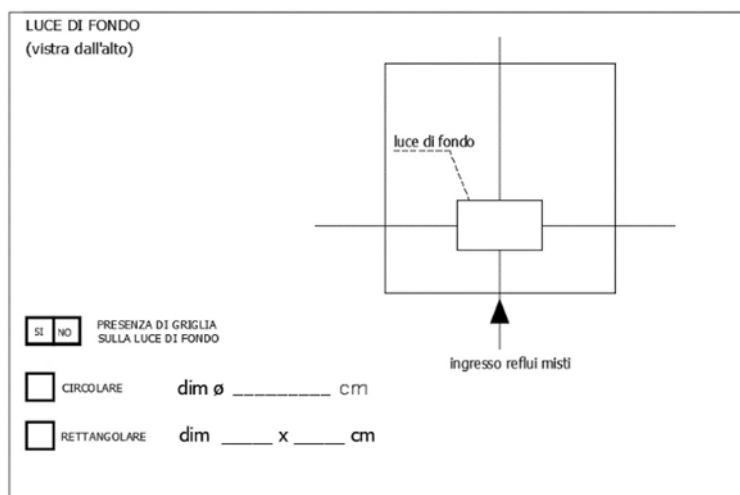 LUCE DI FONDO
(vistra dall'alto)
luce di fondo
SI NO PRESENZA DI GRIGLIA
SULLA LUCE DI FONDO
ingresso reflui misti
CIRCOLARE dim ø _________ cm
RETTANGOLARE dim _____ x _____ cm